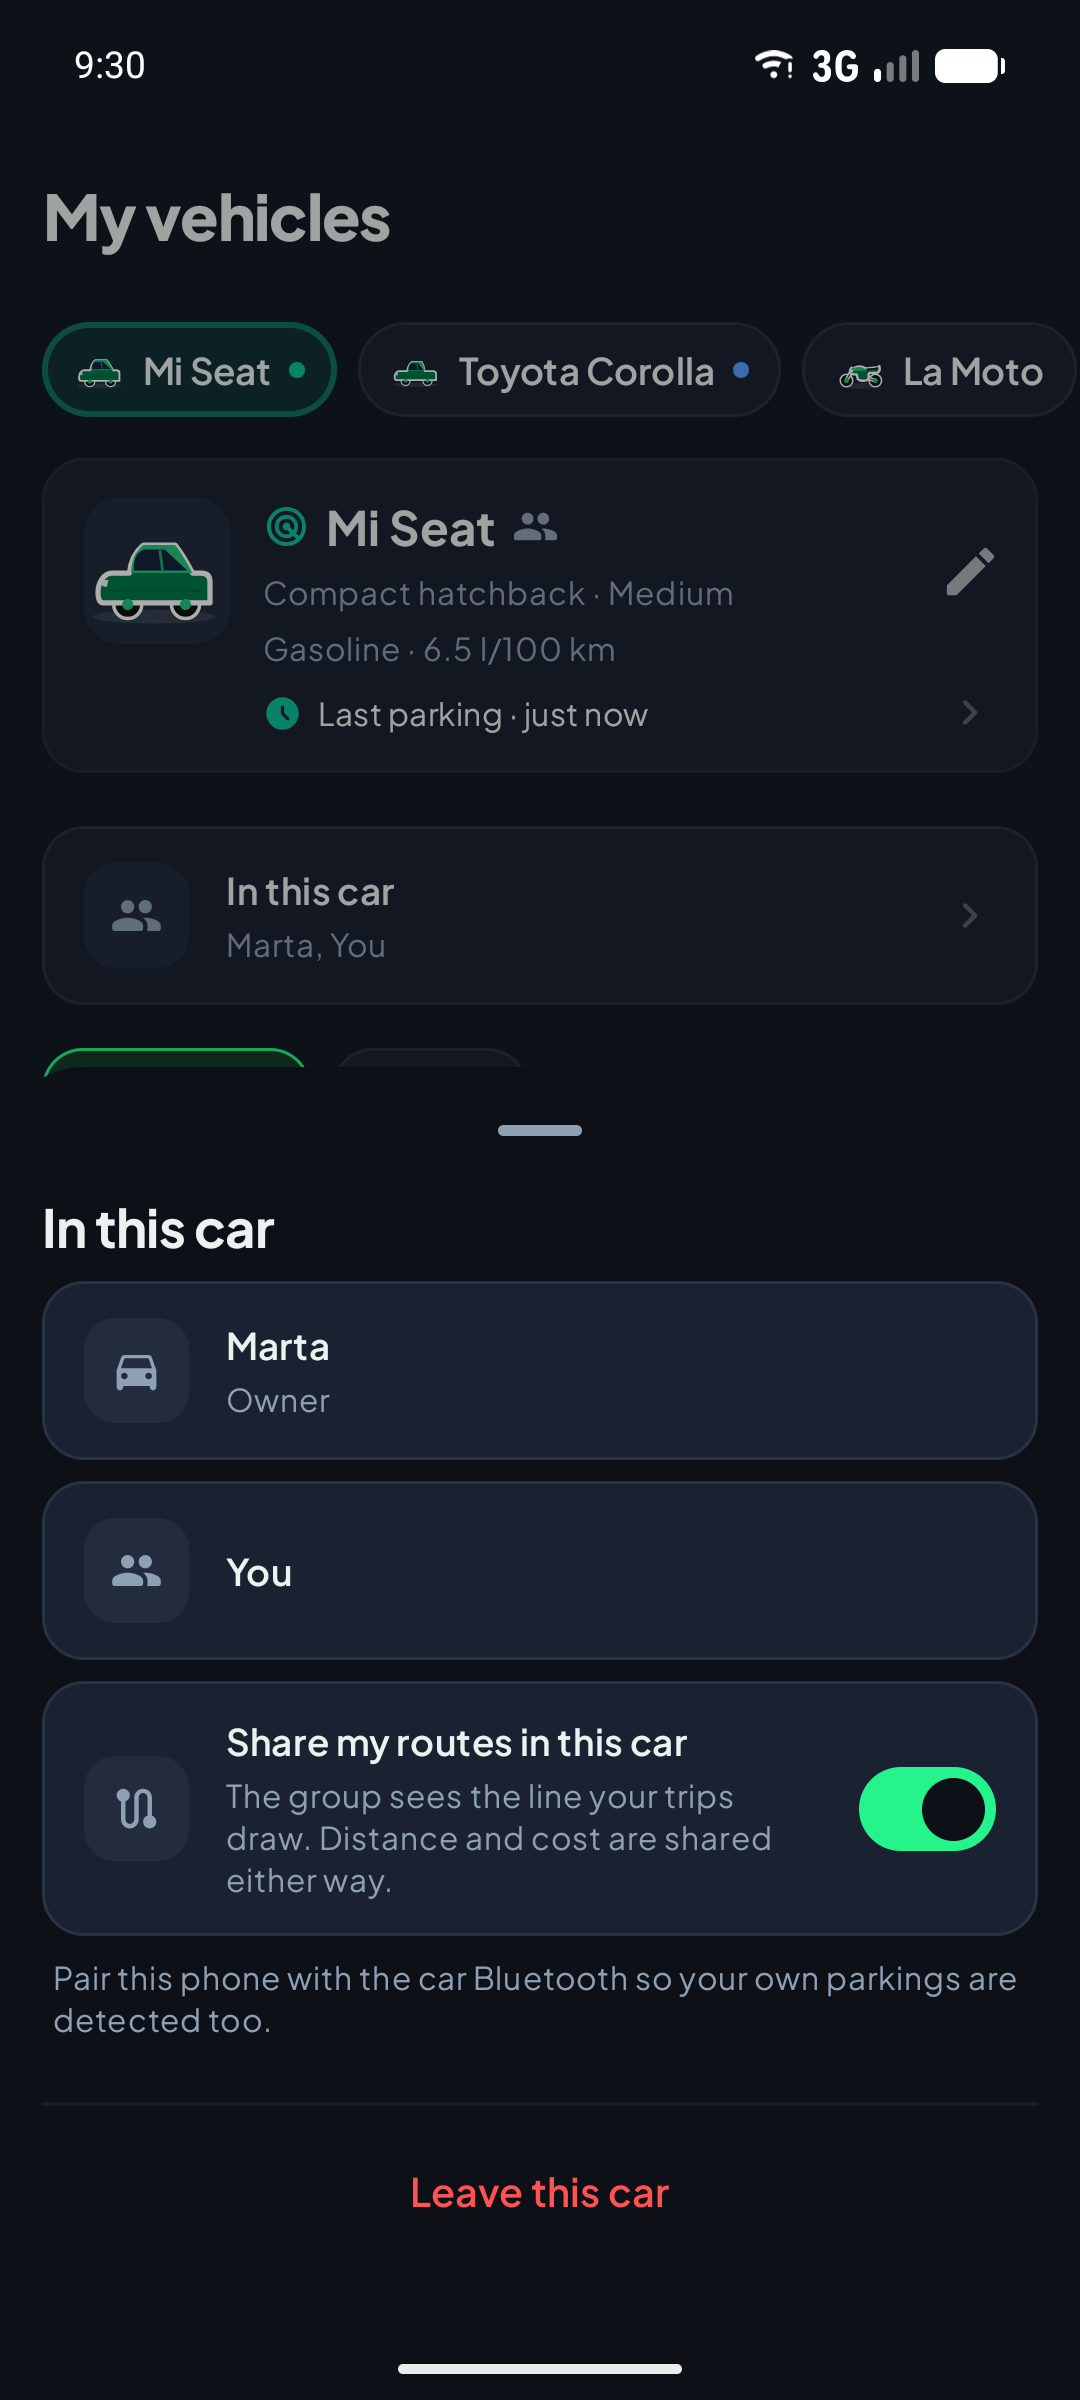 9:30
3G
My vehicles
Mi Seat
Toyota Corolla
La Moto
Mi Seat
Compact hatchback · Medium
Gasoline · 6.5 l/100 km
Last parking · just now
In this car
Marta, You
In this car
Marta
Owner
You
Share my routes in this car
The group sees the line your trips
draw. Distance and cost are shared
either way.
Pair this phone with the car Bluetooth so your own parkings are
detected too.
Leave this car